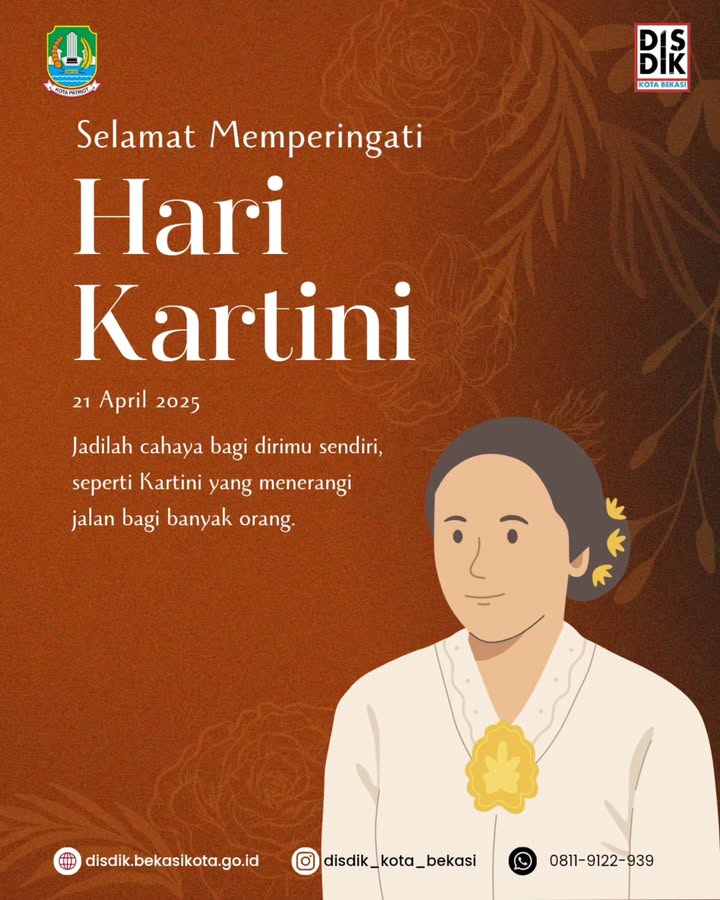 KOTA PATRIOT
DIS
DIK
KOTA BEKASI
Selamat Memperingati
Hari
Kartini
21 April 2025
Jadilah cahaya bagi dirimu sendiri,
seperti Kartini yang menerangi
jalan bagi banyak orang.
disdik.bekasikota.go.id
disdik_kota_bekasi
0811-9122-939